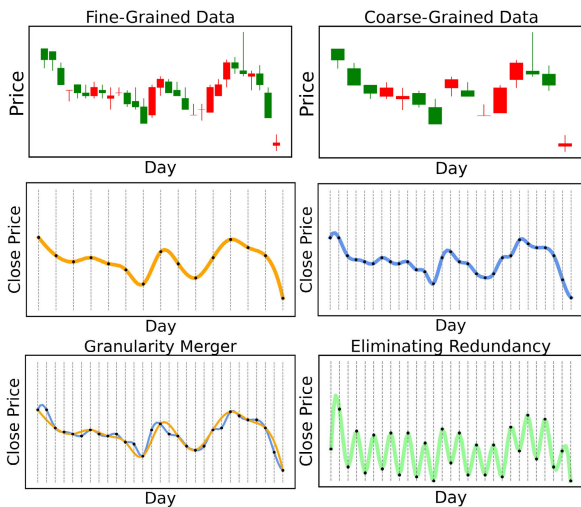 Fine-Grained Data
Coarse-Grained Data
Price
Price
Day
Day
Close Price
Close Price
Day
Day
Granularity Merger
Eliminating Redundancy
Close Price
Close Price
Day
Day